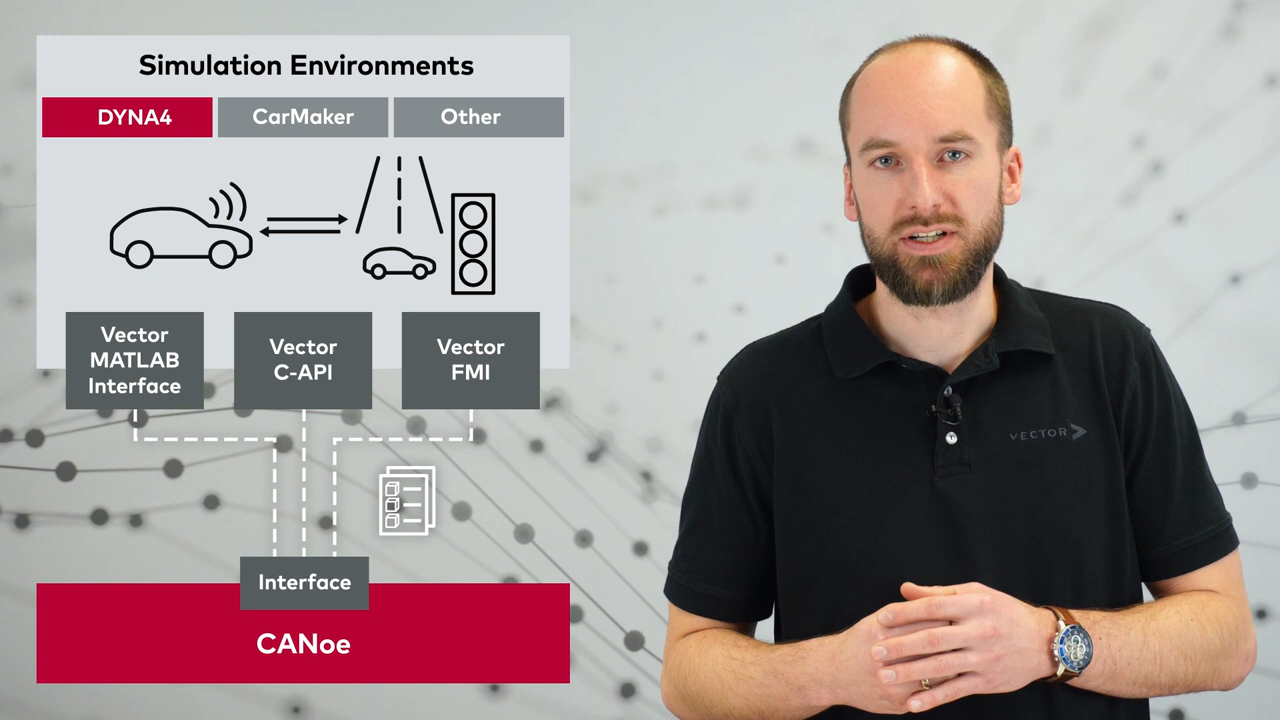 Simulation Environments
DYNA4
CarMaker
Other
Vector
MATLAB
Interface
Vector
C-API
Vector
FMI
Interface
CANoe
VECTOR